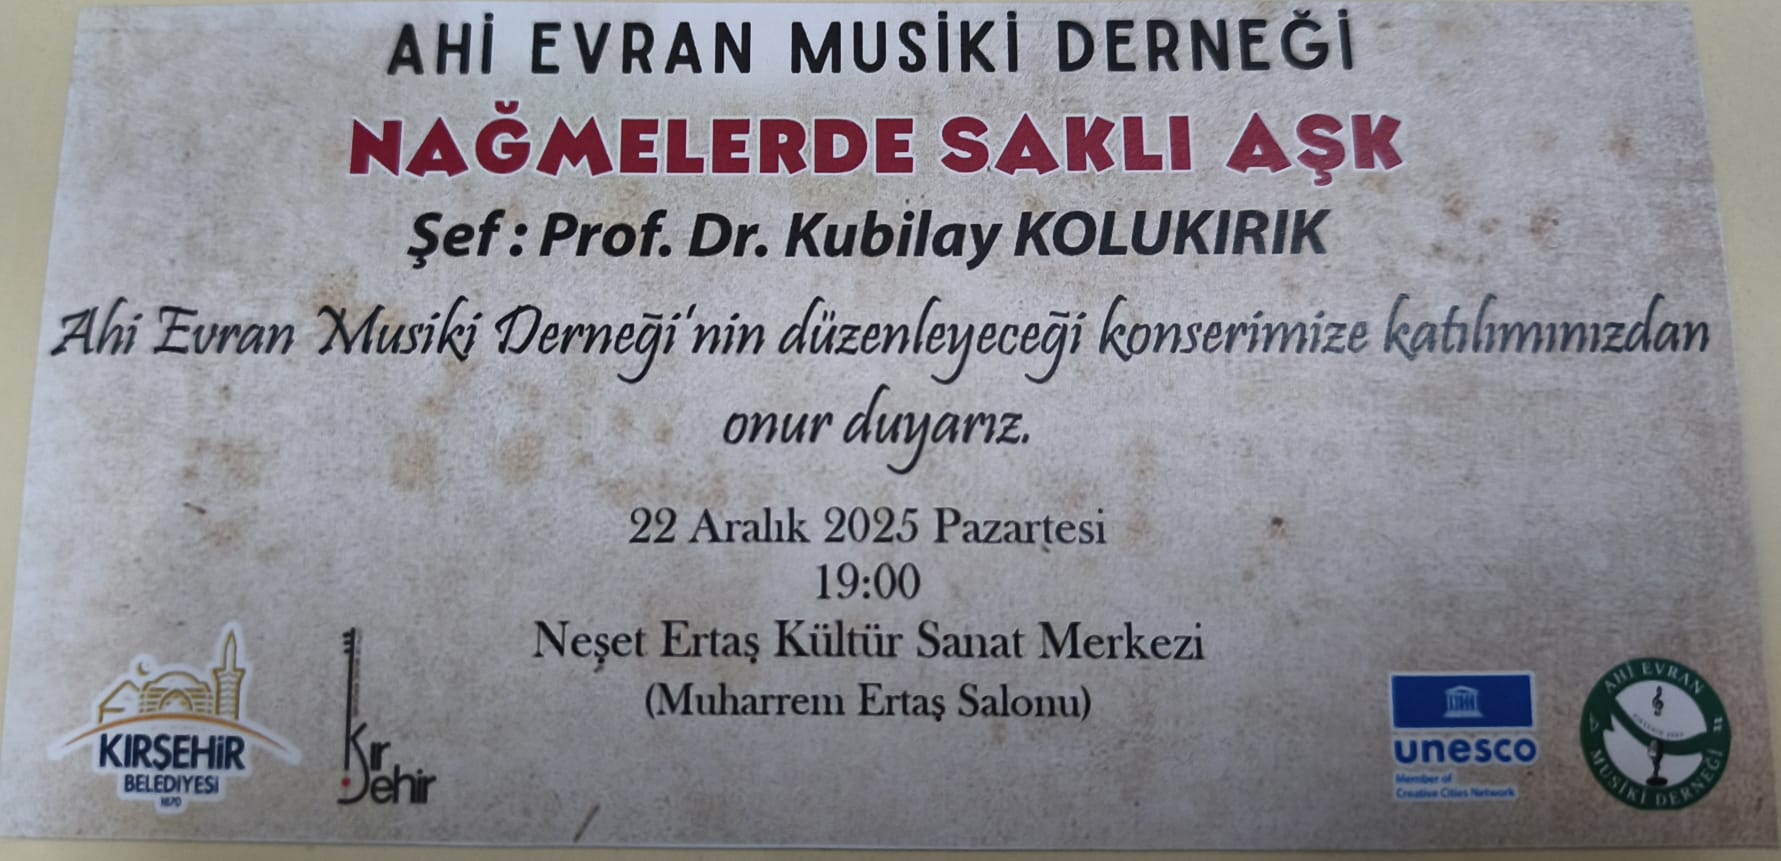 AHİ EVRAN MUSİKİ DERNEĞİ
NAĞMELERDE SAKLI AŞK
Şef : Prof. Dr. Kubilay KOLUKIRIK
Ahi Evran Musiki Derneği'nin düzenleyeceği konserimize katılımınızdan
onur duyarız.
22 Aralık 2025 Pazartesi
19:00
Neşet Ertaş Kültür Sanat Merkezi
(Muharrem Ertaş Salonu)
KIRŞEHİR
BELEDİYESİ
1870
Kırşehir
unesco
Member of
Creative Cities Network
AHİ EVRAN
MUSİKİ DERNEĞİ